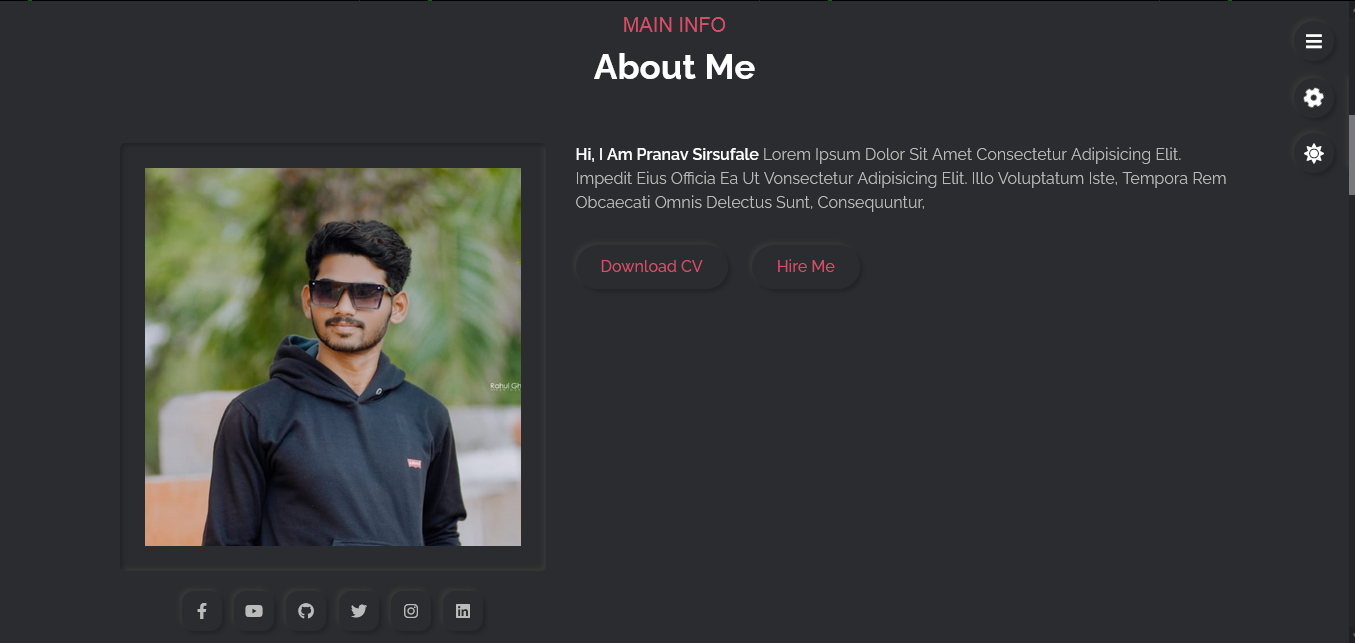 MAIN INFO
About Me
Hi, I Am Pranav Sirsufale Lorem Ipsum Dolor Sit Amet Consectetur Adipisicing Elit.
Impedit Eius Officia Ea Ut Vonsectetur Adipisicing Elit. Illo Voluptatum Iste, Tempora Rem
Obcaecati Omnis Delectus Sunt, Consequuntur,
Download CV
Hire Me
Rahul Gh